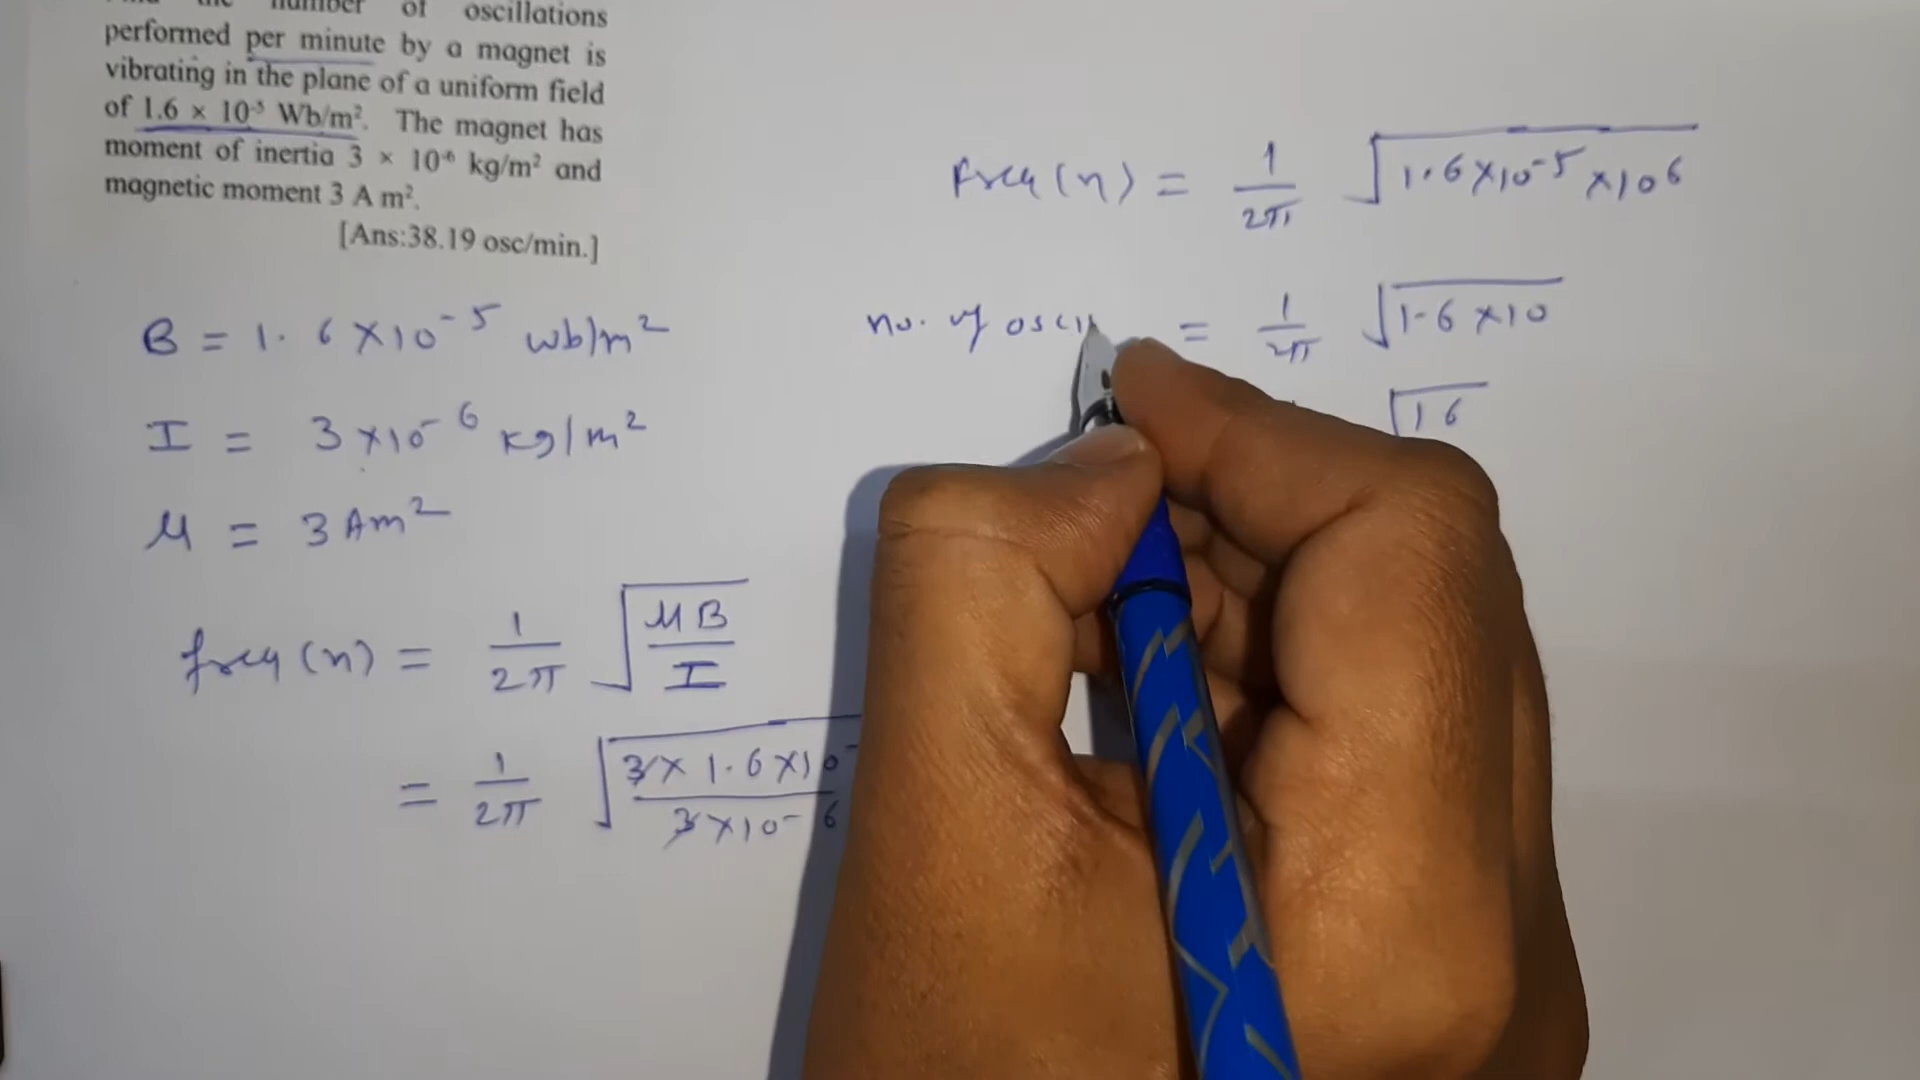 number of oscillations
performed per minute by a magnet is
vibrating in the plane of a uniform field
of 1.6 × 10⁻⁵ Wb/m². The magnet has
moment of inertia 3 × 10⁻⁶ kg/m² and
magnetic moment 3 A m².
[Ans:38.19 osc/min.]
B = 1.6 × 10⁻⁵ wb/m²
I = 3 × 10⁻⁶ kg/m²
M = 3 Am²
freq (n) = 1/2π √(MB/I)
= 1/2π √(3 × 1.6 × 10⁻ / 3 × 10⁻⁶)
freq (n) = 1/2π √(1.6 × 10⁻⁵ × 10⁶)
no. of oscil = 1/2π √(1.6 × 10)
√16